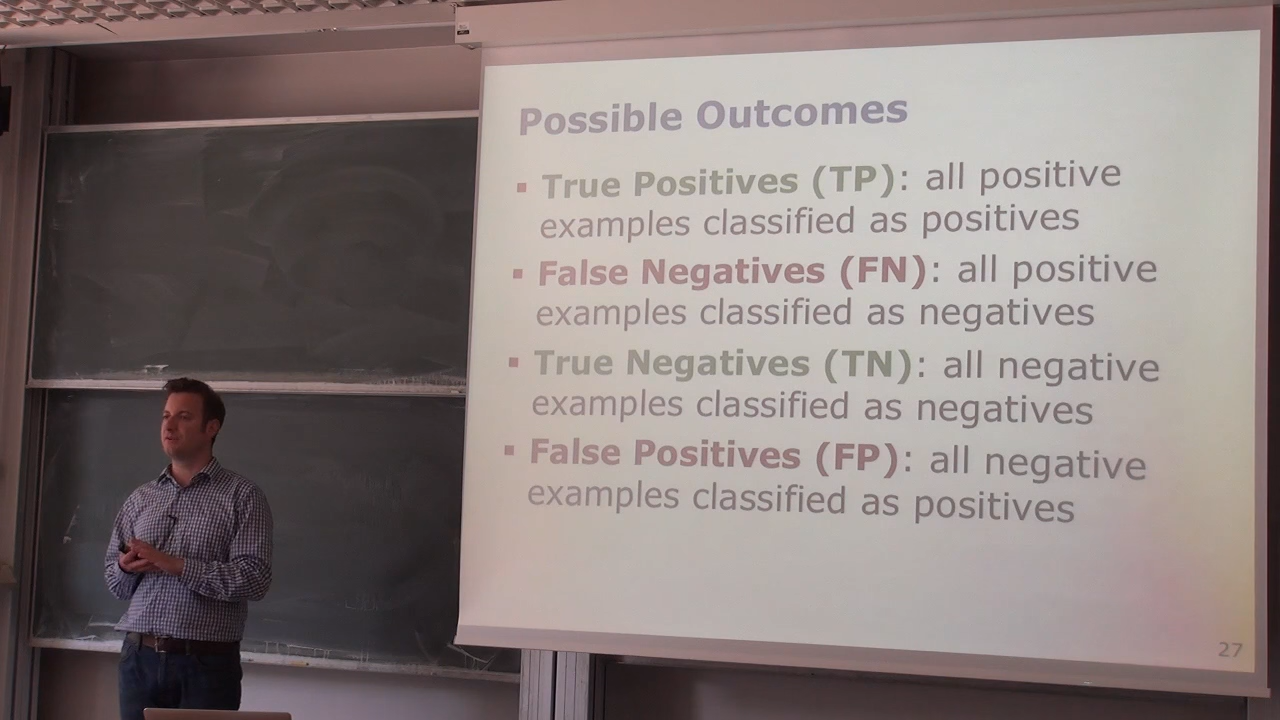 Possible Outcomes
▪ True Positives (TP): all positive
examples classified as positives
▪ False Negatives (FN): all positive
examples classified as negatives
▪ True Negatives (TN): all negative
examples classified as negatives
▪ False Positives (FP): all negative
examples classified as positives
27